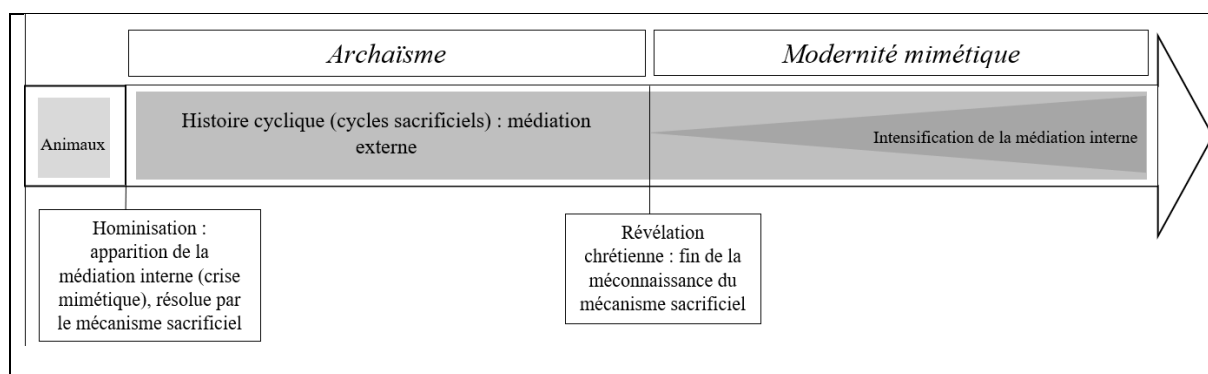 Archaïsme
Modernité mimétique
Animaux
Histoire cyclique (cycles sacrificiels) : médiation
externe
Intensification de la médiation interne
Hominisation :
apparition de la
médiation interne (crise
mimétique), résolue par
le mécanisme sacrificiel
Révélation
chrétienne : fin de la
méconnaissance du
mécanisme sacrificiel